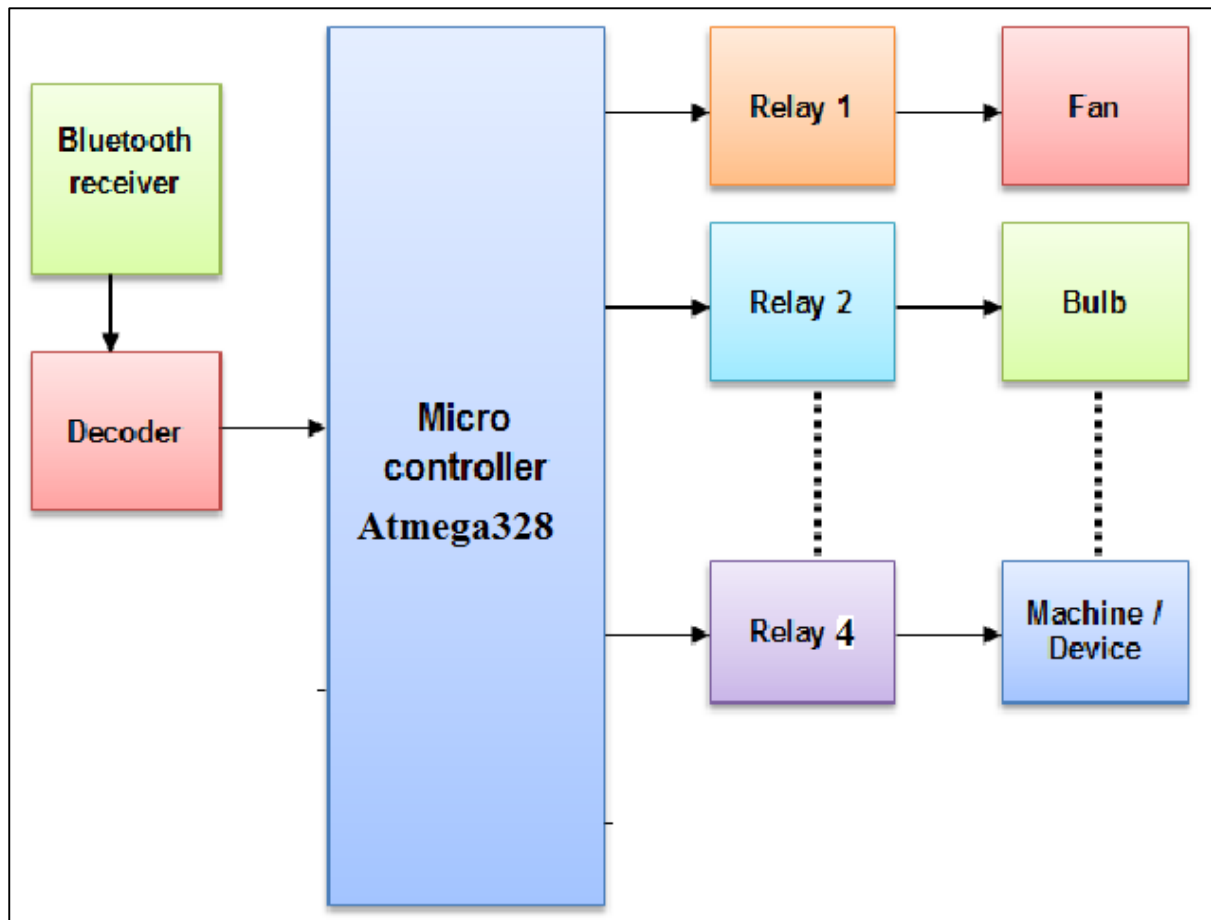 Bluetooth
receiver
Decoder
Micro
controller
Atmega328
Relay 1
Fan
Relay 2
Bulb
Relay 4
Machine /
Device